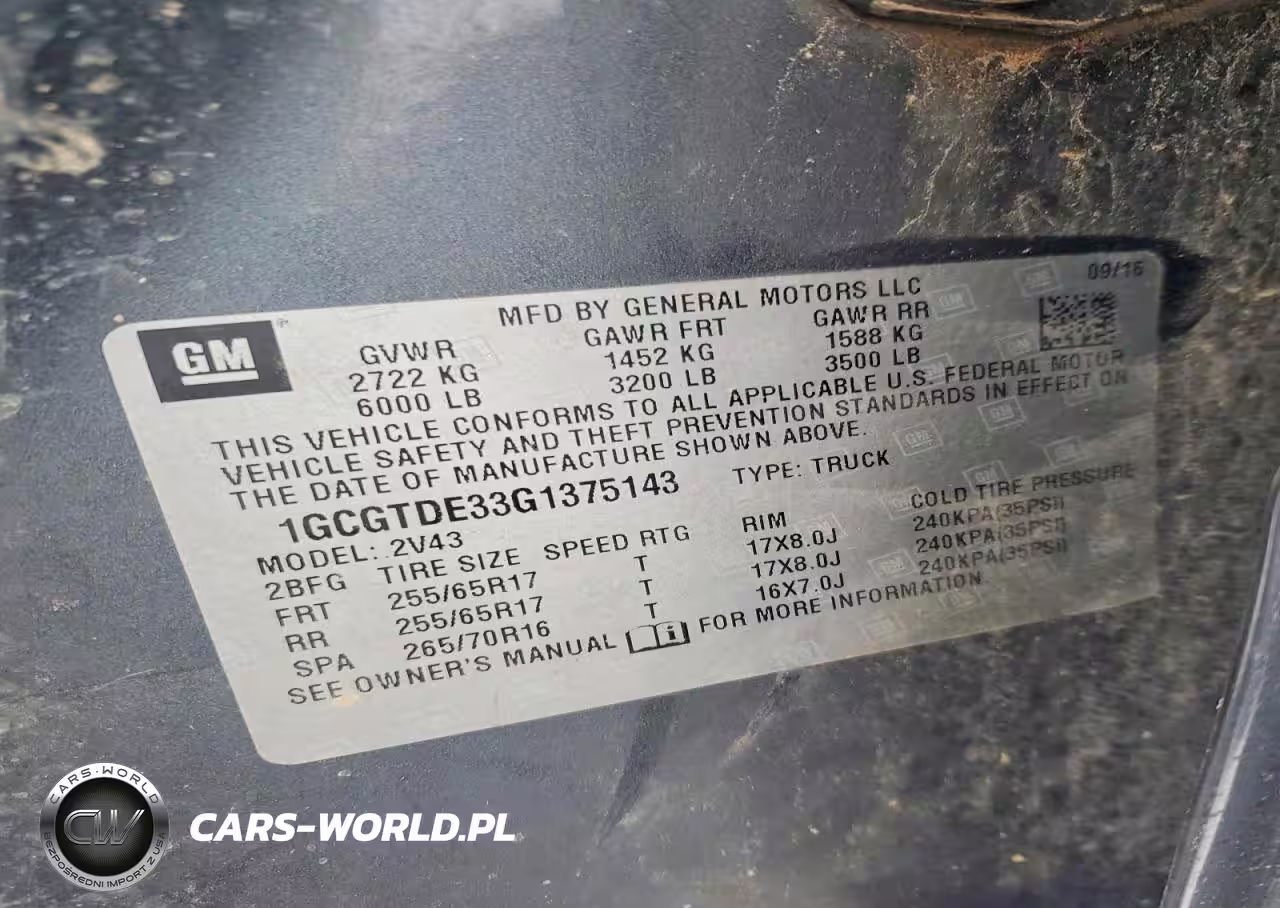 09/16
MFD BY GENERAL MOTORS LLC
GM
GVWR GAWR FRT GAWR RR
2722 KG 1452 KG 1588 KG
6000 LB 3200 LB 3500 LB
THIS VEHICLE CONFORMS TO ALL APPLICABLE U.S. FEDERAL MOTOR
VEHICLE SAFETY AND THEFT PREVENTION STANDARDS IN EFFECT ON
THE DATE OF MANUFACTURE SHOWN ABOVE.
1GCGTDE33G1375143 TYPE: TRUCK
MODEL: 2V43
2BFG TIRE SIZE SPEED RTG RIM COLD TIRE PRESSURE
FRT 255/65R17 T 17X8.0J 240KPA(35PSI)
RR 255/65R17 T 17X8.0J 240KPA(35PSI)
SPA 265/70R16 T 16X7.0J 240KPA(35PSI)
SEE OWNER'S MANUAL FOR MORE INFORMATION
CARS-WORLD
CW
BEZPOŚREDNI IMPORT Z USA
CARS-WORLD.PL